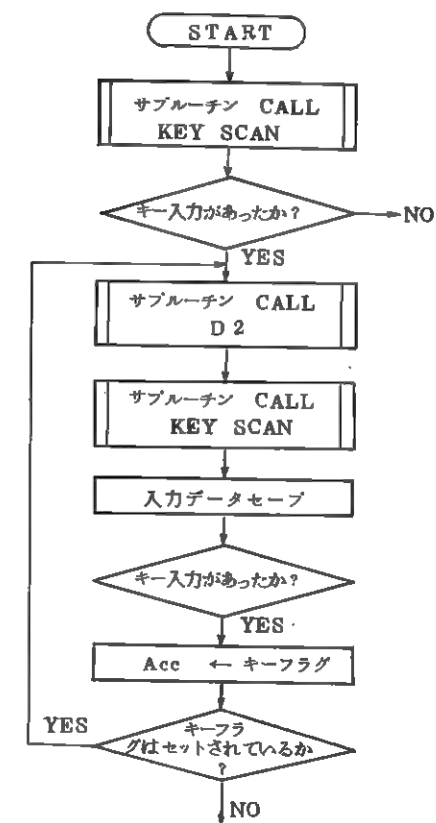 START
サブルーチン CALL
KEY SCAN
キー入力があったか?
NO
YES
サブルーチン CALL
D2
サブルーチン CALL
KEY SCAN
入力データセーブ
キー入力があったか?
YES
Acc ← キーフラグ
YES
キーフラ
グはセットされているか
?
NO